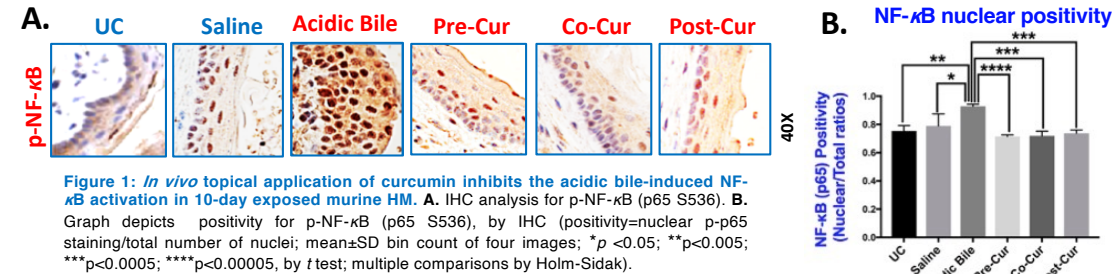 A.
UC Saline Acidic Bile Pre-Cur Co-Cur Post-Cur
p-NF-κB
40X
Figure 1: In vivo topical application of curcumin inhibits the acidic bile-induced NF-
κB activation in 10-day exposed murine HM. A. IHC analysis for p-NF-κB (p65 S536). B.
Graph depicts positivity for p-NF-κB (p65 S536), by IHC (positivity=nuclear p-p65
staining/total number of nuclei; mean±SD bin count of four images; *p <0.05; **p<0.005;
***p<0.0005; ****p<0.00005, by t test; multiple comparisons by Holm-Sidak).
B.
NF-κB nuclear positivity
***
***
** ****
*
NF-κB (p65) Positivity
(Nuclear/Total ratios)
1.0
0.8
0.6
0.4
0.2
0.0
UC Saline Bile